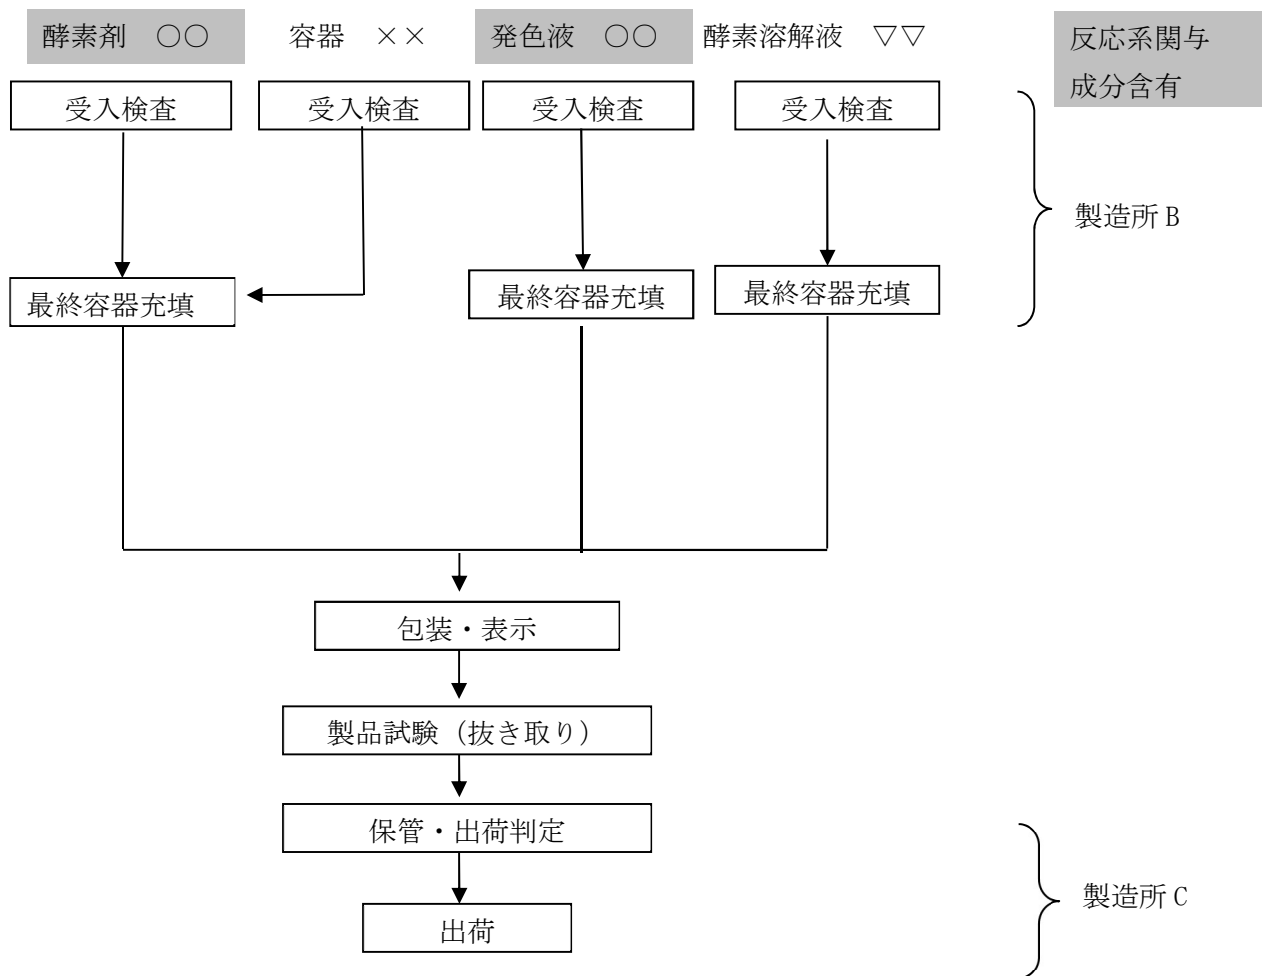 酵素剤　○○
容器　××
発色液　○○
酵素溶解液　▽▽
反応系関与
成分含有
受入検査
受入検査
受入検査
受入検査
製造所 B
最終容器充填
最終容器充填
最終容器充填
包装・表示
製品試験（抜き取り）
保管・出荷判定
製造所 C
出荷